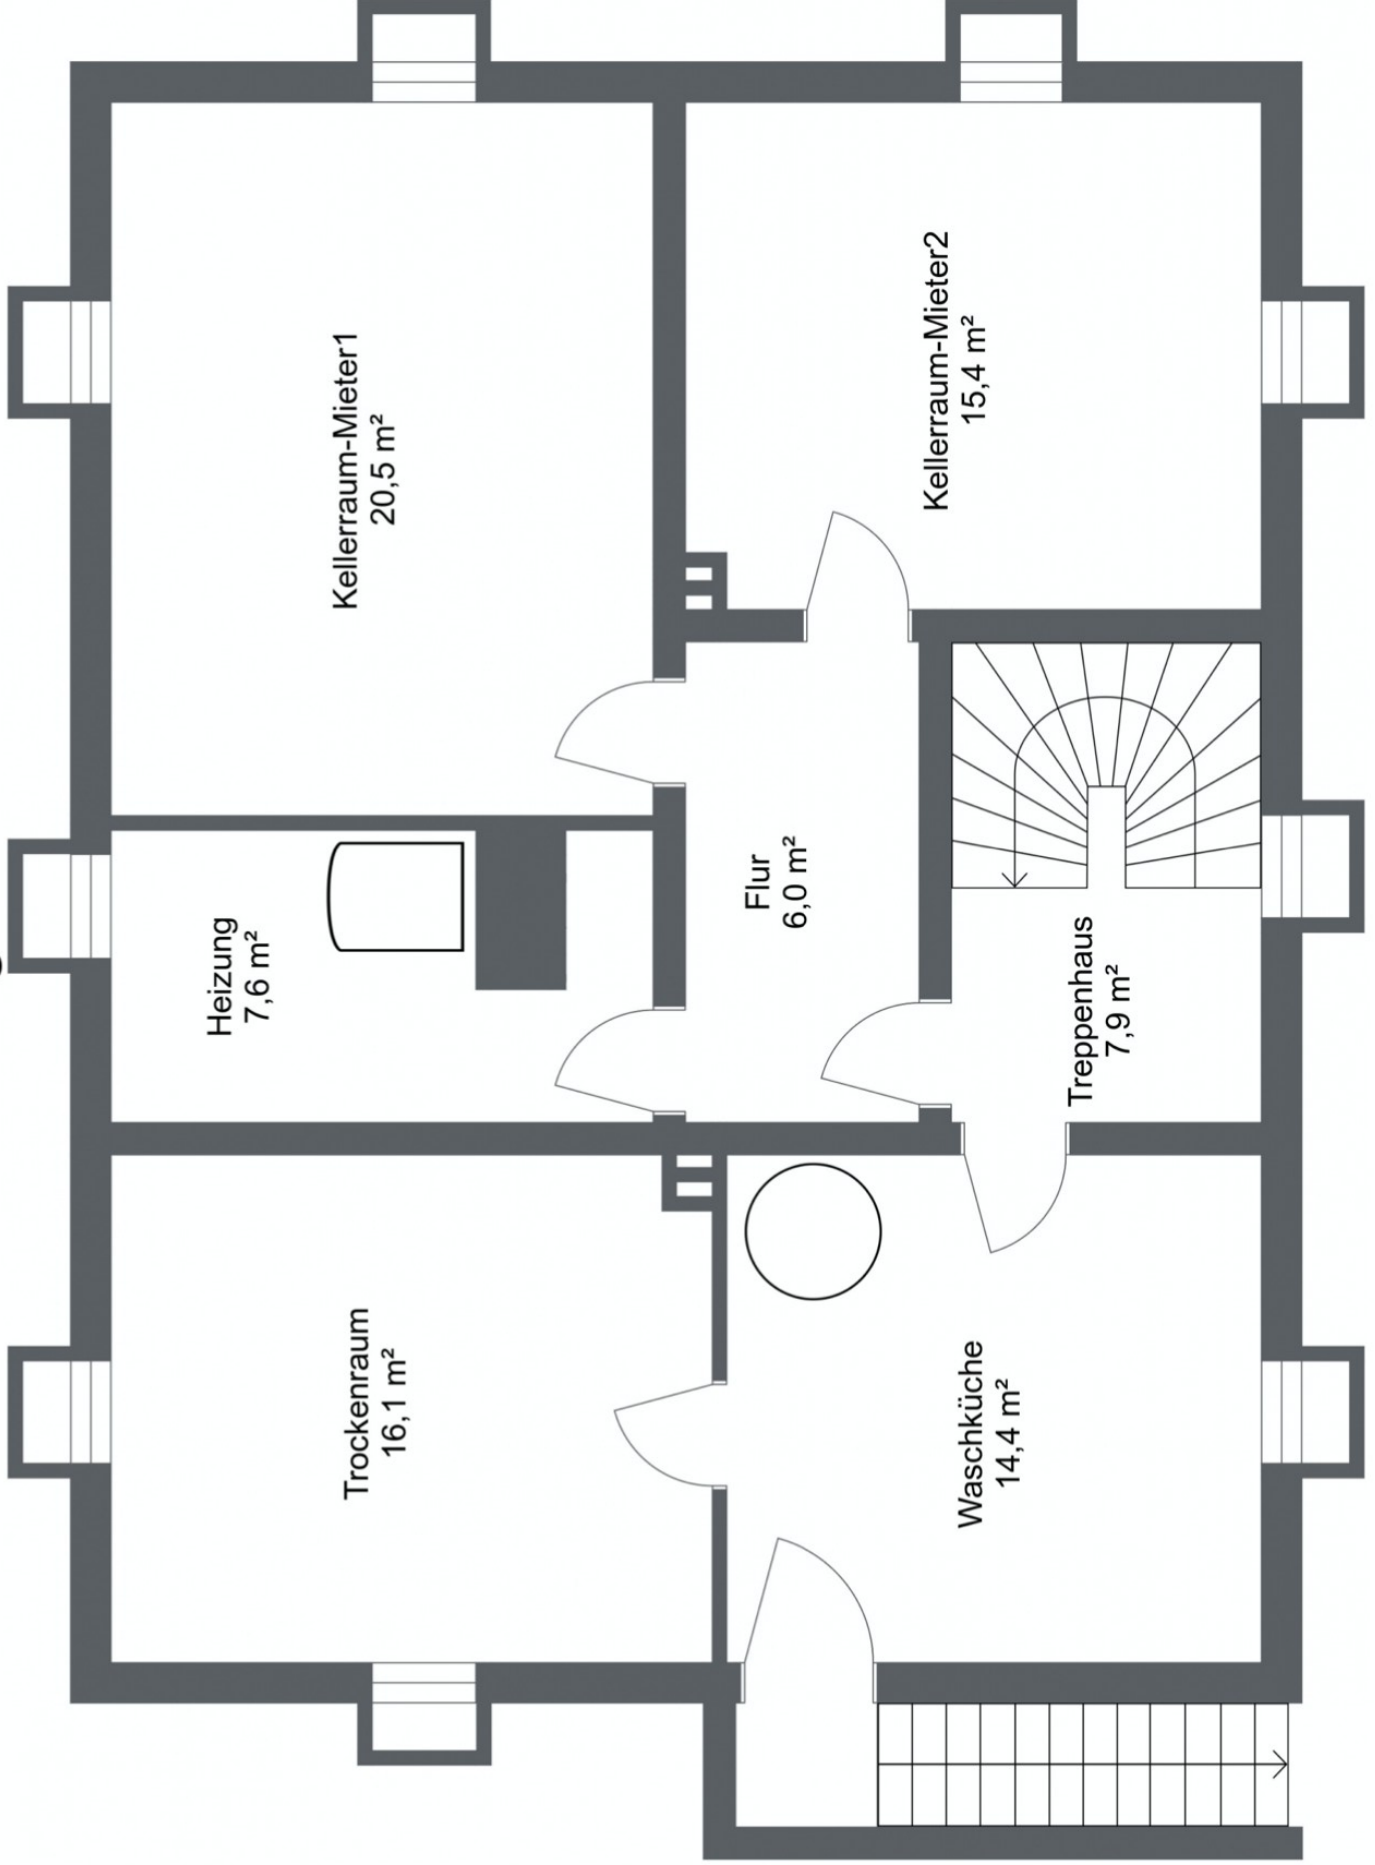 Kellerraum-Mieter1
20,5 m²
Kellerraum-Mieter2
15,4 m²
Heizung
7,6 m²
Flur
6,0 m²
Treppenhaus
7,9 m²
Trockenraum
16,1 m²
Waschküche
14,4 m²